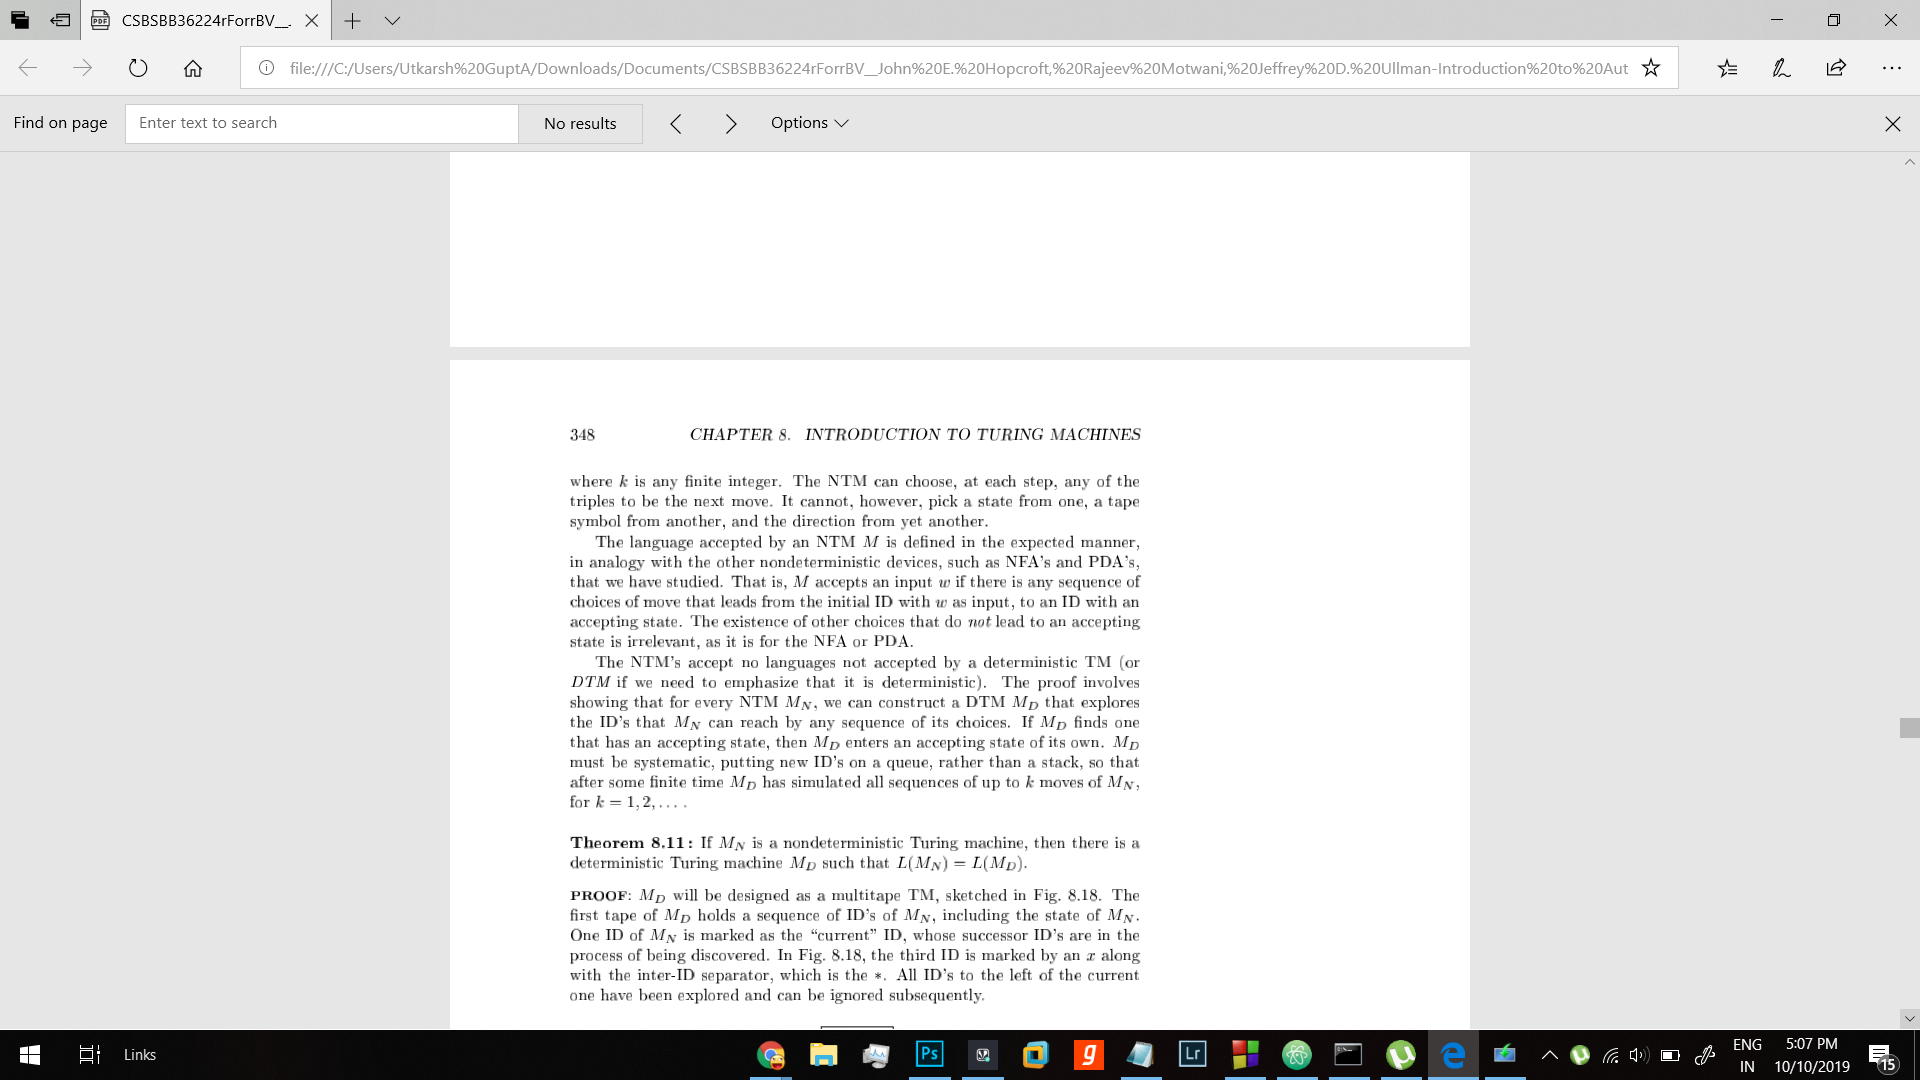 CSBSBB36224rForrBV__.
file:///C:/Users/Utkarsh%20GuptA/Downloads/Documents/CSBSBB36224rForrBV__John%20E.%20Hopcroft,%20Rajeev%20Motwani,%20Jeffrey%20D.%20Ullman-Introduction%20to%20Aut
Find on page
Enter text to search
No results
Options
348 CHAPTER 8. INTRODUCTION TO TURING MACHINES
where k is any finite integer. The NTM can choose, at each step, any of the
triples to be the next move. It cannot, however, pick a state from one, a tape
symbol from another, and the direction from yet another.
The language accepted by an NTM M is defined in the expected manner,
in analogy with the other nondeterministic devices, such as NFA's and PDA's,
that we have studied. That is, M accepts an input w if there is any sequence of
choices of move that leads from the initial ID with w as input, to an ID with an
accepting state. The existence of other choices that do not lead to an accepting
state is irrelevant, as it is for the NFA or PDA.
The NTM's accept no languages not accepted by a deterministic TM (or
DTM if we need to emphasize that it is deterministic). The proof involves
showing that for every NTM M_N, we can construct a DTM M_D that explores
the ID's that M_N can reach by any sequence of its choices. If M_D finds one
that has an accepting state, then M_D enters an accepting state of its own. M_D
must be systematic, putting new ID's on a queue, rather than a stack, so that
after some finite time M_D has simulated all sequences of up to k moves of M_N,
for k = 1, 2, . . . .
Theorem 8.11: If M_N is a nondeterministic Turing machine, then there is a
deterministic Turing machine M_D such that L(M_N) = L(M_D).
PROOF: M_D will be designed as a multitape TM, sketched in Fig. 8.18. The
first tape of M_D holds a sequence of ID's of M_N, including the state of M_N.
One ID of M_N is marked as the “current” ID, whose successor ID's are in the
process of being discovered. In Fig. 8.18, the third ID is marked by an x along
with the inter-ID separator, which is the *. All ID's to the left of the current
one have been explored and can be ignored subsequently.
Links
Ps
g
Lr
ENG
IN
5:07 PM
10/10/2019
15